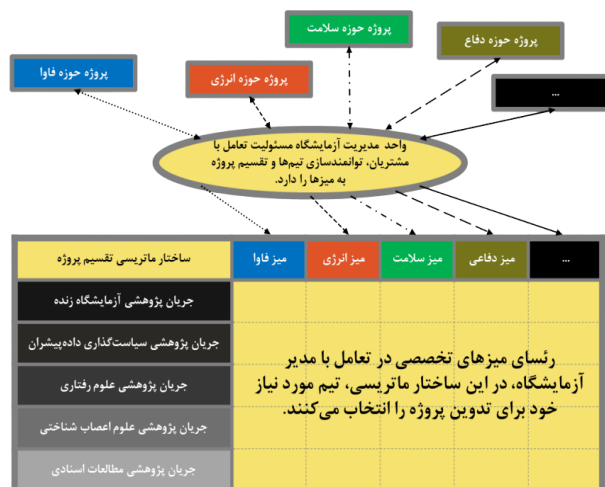 پروژه حوزه سلامت
پروژه حوزه دفاع
پروژه حوزه فاوا
پروژه حوزه انرژی
...
واحد مدیریت آزمایشگاه مسئولیت تعامل با
مشتریان، توانمندسازی تیم‌ها و تقسیم پروژه
به میزها را دارد.
ساختار ماتریسی تقسیم پروژه
میز فاوا
میز انرژی
میز سلامت
میز دفاعی
...
جریان پژوهشی آزمایشگاه زنده
جریان پژوهشی سیاست‌گذاری داده‌پیشران
جریان پژوهشی علوم رفتاری
جریان پژوهشی علوم اعصاب شناختی
جریان پژوهشی مطالعات اسنادی
رئسای میزهای تخصصی در تعامل با مدیر
آزمایشگاه، در این ساختار ماتریسی، تیم مورد نیاز
خود برای تدوین پروژه را انتخاب می‌کنند.